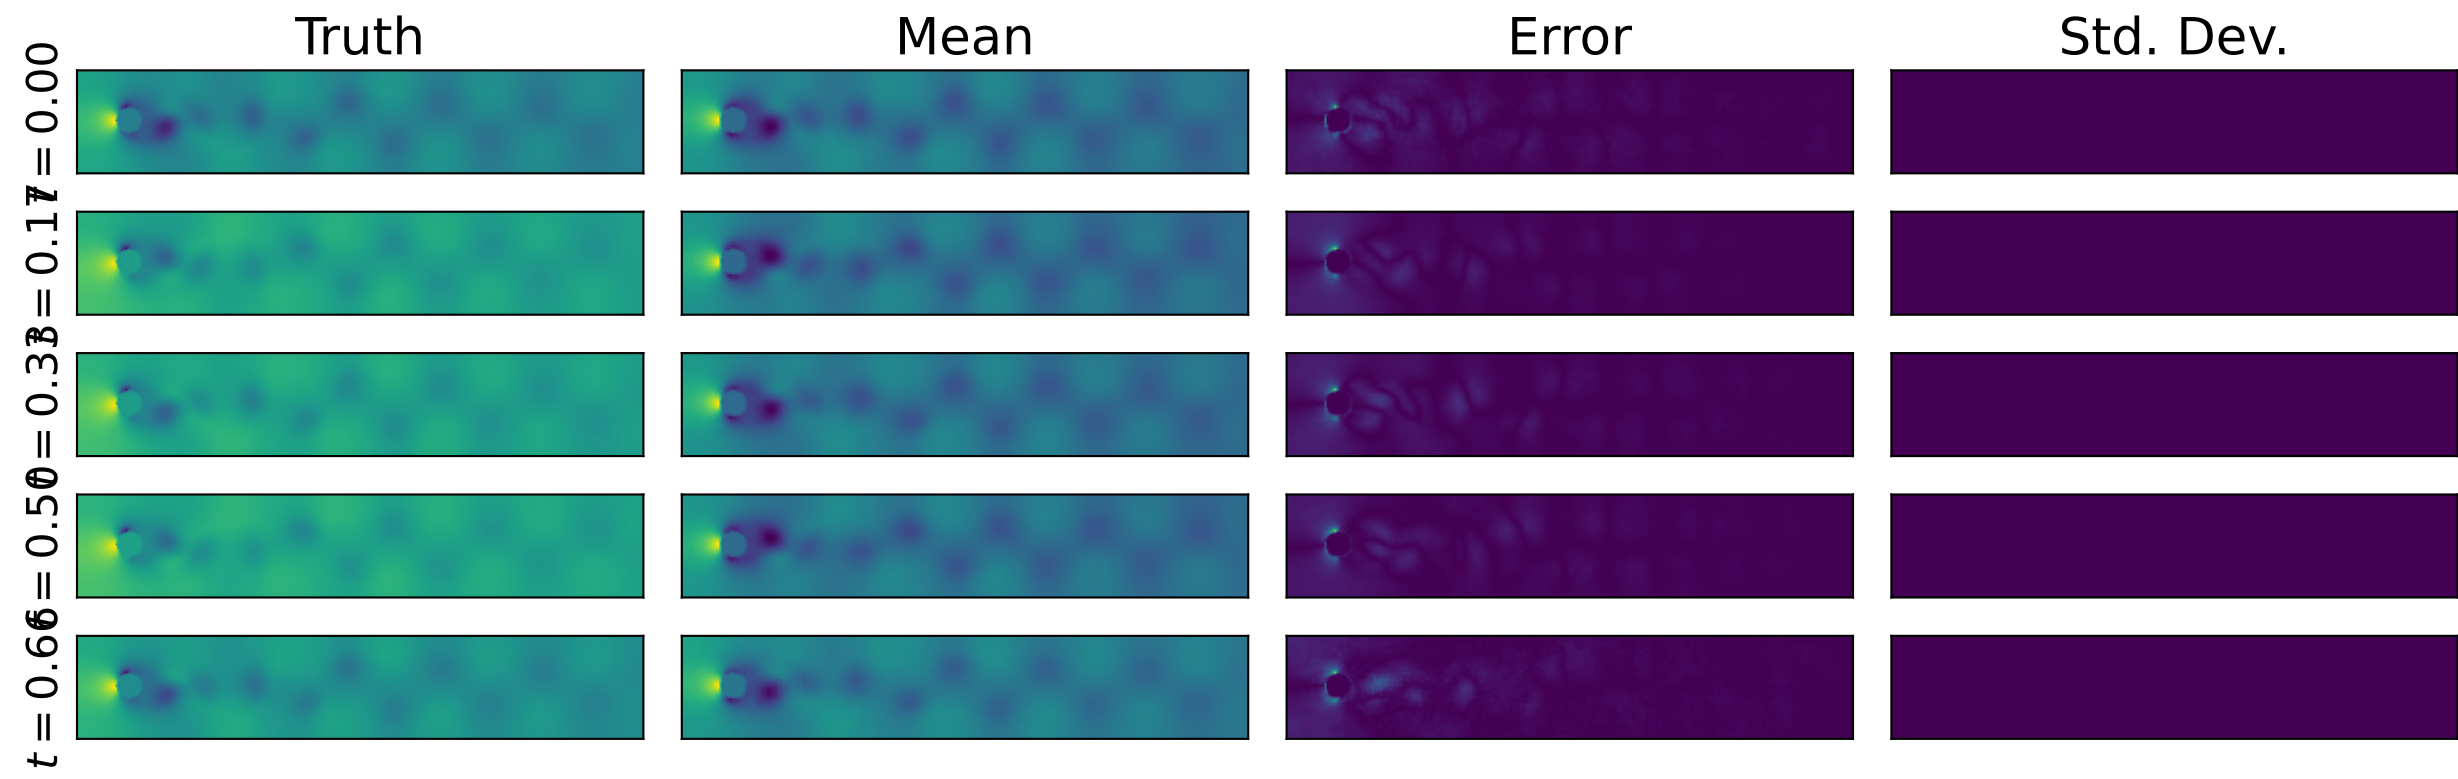 Truth Mean Error Std. Dev.
t = 0.00
t = 0.17
t = 0.33
t = 0.50
t = 0.66